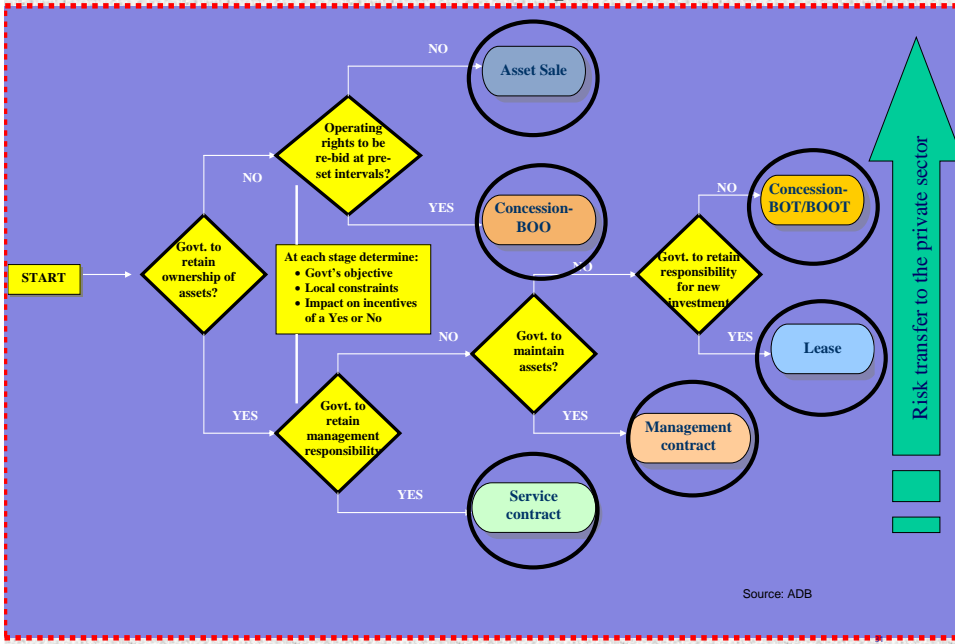 NO
Asset Sale
Operating
rights to be
re-bid at pre-
set intervals?
NO
YES
Concession-
BOO
NO
Concession-
BOT/BOOT
Govt. to
retain
ownership of
assets?
START
At each stage determine:
• Govt's objective
• Local constraints
• Impact on incentives
of a Yes or No
NO
Govt. to retain
responsibility
for new
investment
YES
Lease
NO
Govt. to
maintain
assets?
YES
Govt. to
retain
management
responsibility
YES
Management
contract
YES
Service
contract
Risk transfer to the private sector
Source: ADB